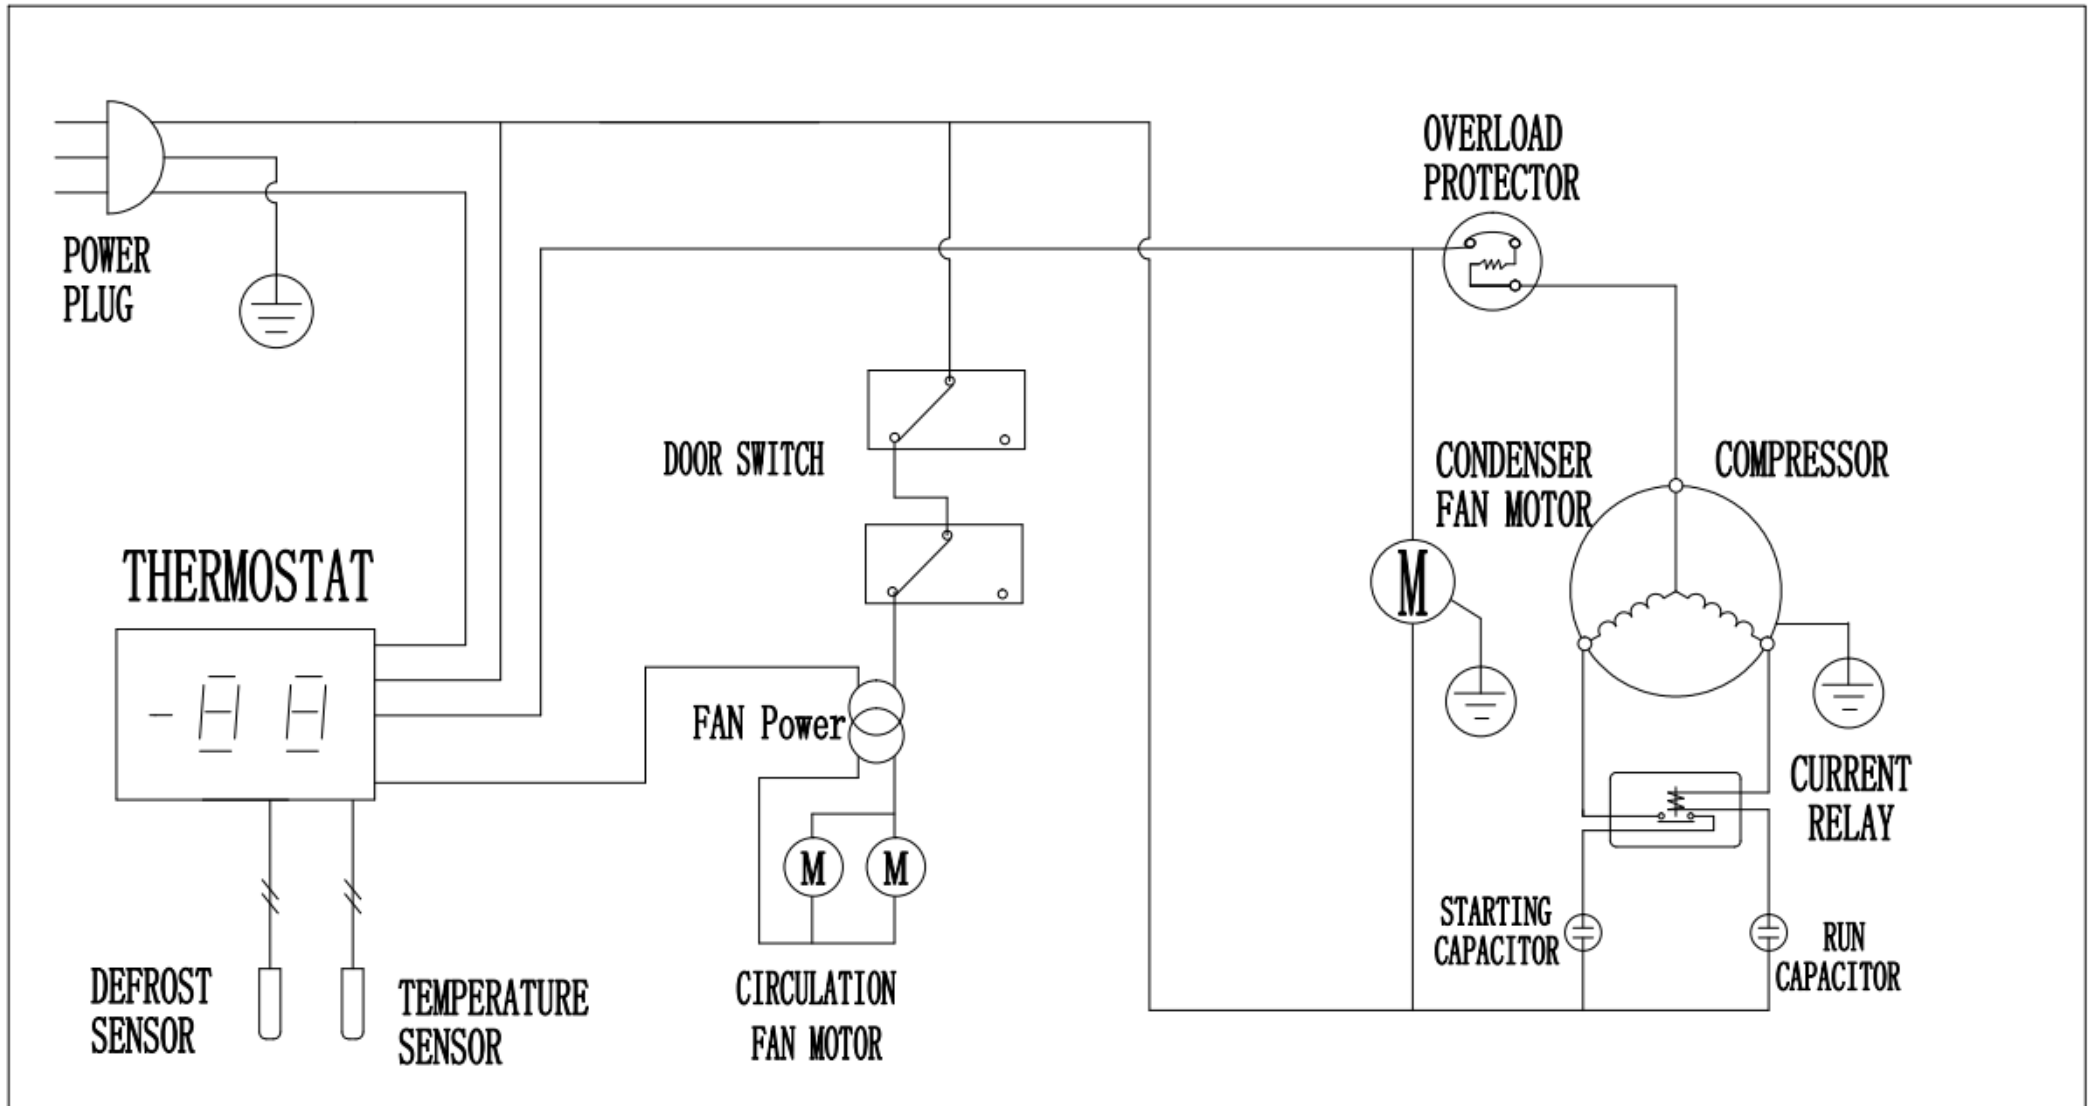 POWER
PLUG
OVERLOAD
PROTECTOR
DOOR SWITCH
CONDENSER
FAN MOTOR
COMPRESSOR
THERMOSTAT
M
-88
FAN Power
CURRENT
RELAY
M
M
STARTING
CAPACITOR
RUN
CAPACITOR
DEFROST
SENSOR
TEMPERATURE
SENSOR
CIRCULATION
FAN MOTOR